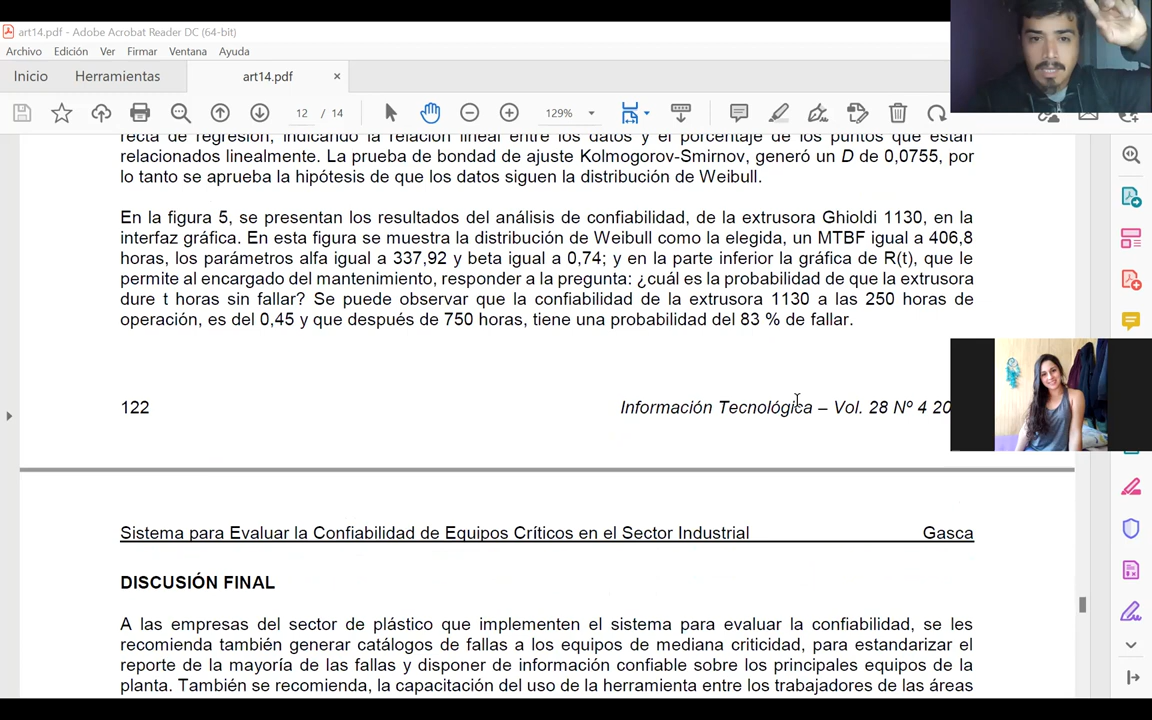 art14.pdf - Adobe Acrobat Reader DC (64-bit)
Archivo Edición Ver Firmar Ventana Ayuda
Inicio Herramientas art14.pdf ×
12 / 14 129%
recta de regresión, indicando la relación lineal entre los datos y el porcentaje de los puntos que están
relacionados linealmente. La prueba de bondad de ajuste Kolmogorov-Smirnov, generó un D de 0,0755, por
lo tanto se aprueba la hipótesis de que los datos siguen la distribución de Weibull.
En la figura 5, se presentan los resultados del análisis de confiabilidad, de la extrusora Ghioldi 1130, en la
interfaz gráfica. En esta figura se muestra la distribución de Weibull como la elegida, un MTBF igual a 406,8
horas, los parámetros alfa igual a 337,92 y beta igual a 0,74; y en la parte inferior la gráfica de R(t), que le
permite al encargado del mantenimiento, responder a la pregunta: ¿cuál es la probabilidad de que la extrusora
dure t horas sin fallar? Se puede observar que la confiabilidad de la extrusora 1130 a las 250 horas de
operación, es del 0,45 y que después de 750 horas, tiene una probabilidad del 83 % de fallar.
122 Información Tecnológica – Vol. 28 Nº 4 20
Sistema para Evaluar la Confiabilidad de Equipos Críticos en el Sector Industrial Gasca
DISCUSIÓN FINAL
A las empresas del sector de plástico que implementen el sistema para evaluar la confiabilidad, se les
recomienda también generar catálogos de fallas a los equipos de mediana criticidad, para estandarizar el
reporte de la mayoría de las fallas y disponer de información confiable sobre los principales equipos de la
planta. También se recomienda, la capacitación del uso de la herramienta entre los trabajadores de las áreas